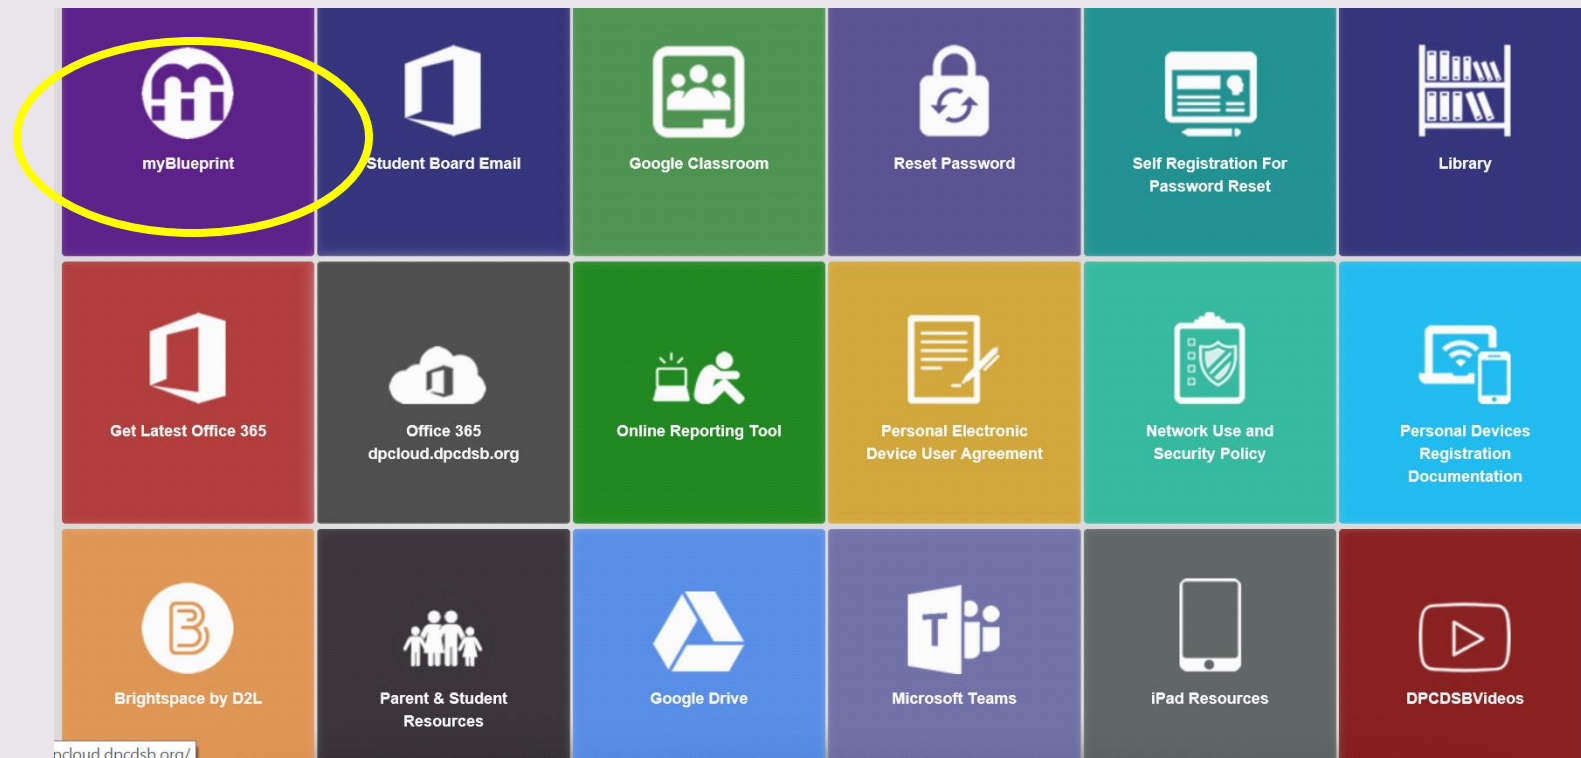 myBlueprint
Student Board Email
Google Classroom
Reset Password
Self Registration For
Password Reset
Library
Get Latest Office 365
Office 365
dpcloud.dpcdsb.org
Online Reporting Tool
Personal Electronic
Device User Agreement
Network Use and
Security Policy
Personal Devices
Registration
Documentation
Brightspace by D2L
Parent & Student
Resources
Google Drive
T
Microsoft Teams
iPad Resources
DPCDSBVideos